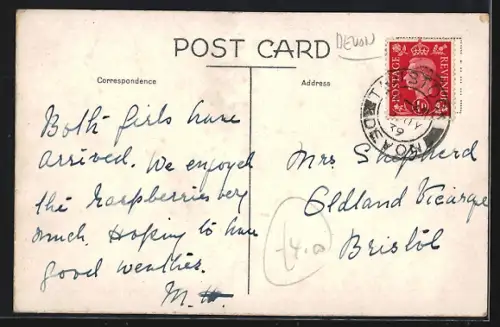 DEVON
POST CARD
Correspondence
Address
POSTAGE REVENUE
DEVON
Both girls have
arrived. We enjoyed
the raspberries very
much. Hoping to have
good weather.
M.
Mrs Shepherd
Oldland Vicarage
Bristol